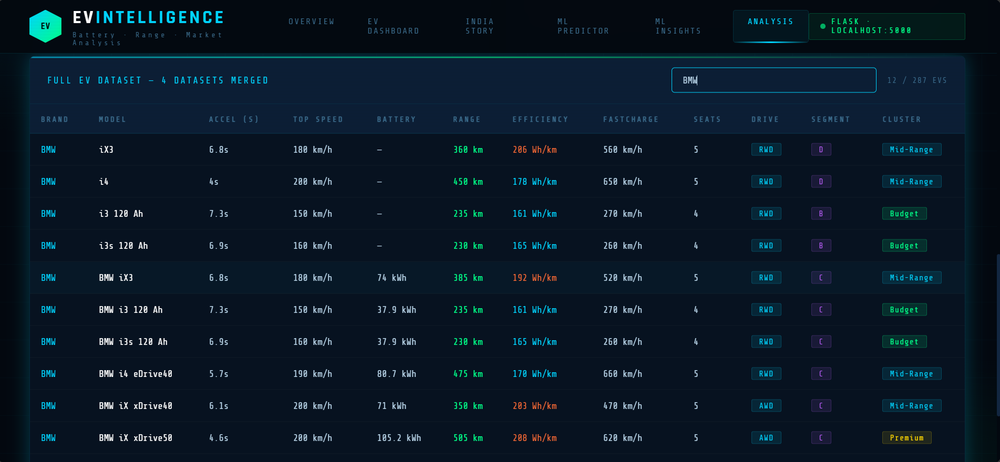 EV
EVINTELLIGENCE
Battery · Range · Market
Analysis
OVERVIEW
EV
DASHBOARD
INDIA
STORY
ML
PREDICTOR
ML
INSIGHTS
ANALYSIS
FLASK ·
LOCALHOST:5000
FULL EV DATASET — 4 DATASETS MERGED
BMW
12 / 287 EVS
BRAND MODEL ACCEL (S) TOP SPEED BATTERY RANGE EFFICIENCY FASTCHARGE SEATS DRIVE SEGMENT CLUSTER
BMW iX3 6.8s 180 km/h — 360 km 206 Wh/km 560 km/h 5 RWD D Mid-Range
BMW i4 4s 200 km/h — 450 km 178 Wh/km 650 km/h 5 RWD D Mid-Range
BMW i3 120 Ah 7.3s 150 km/h — 235 km 161 Wh/km 270 km/h 4 RWD B Budget
BMW i3s 120 Ah 6.9s 160 km/h — 230 km 165 Wh/km 260 km/h 4 RWD B Budget
BMW BMW iX3 6.8s 180 km/h 74 kWh 385 km 192 Wh/km 520 km/h 5 RWD C Mid-Range
BMW BMW i3 120 Ah 7.3s 150 km/h 37.9 kWh 235 km 161 Wh/km 270 km/h 4 RWD C Budget
BMW BMW i3s 120 Ah 6.9s 160 km/h 37.9 kWh 230 km 165 Wh/km 260 km/h 4 RWD C Budget
BMW BMW i4 eDrive40 5.7s 190 km/h 80.7 kWh 475 km 170 Wh/km 660 km/h 5 RWD C Mid-Range
BMW BMW iX xDrive40 6.1s 200 km/h 71 kWh 350 km 203 Wh/km 470 km/h 5 AWD C Mid-Range
BMW BMW iX xDrive50 4.6s 200 km/h 105.2 kWh 505 km 208 Wh/km 620 km/h 5 AWD C Premium